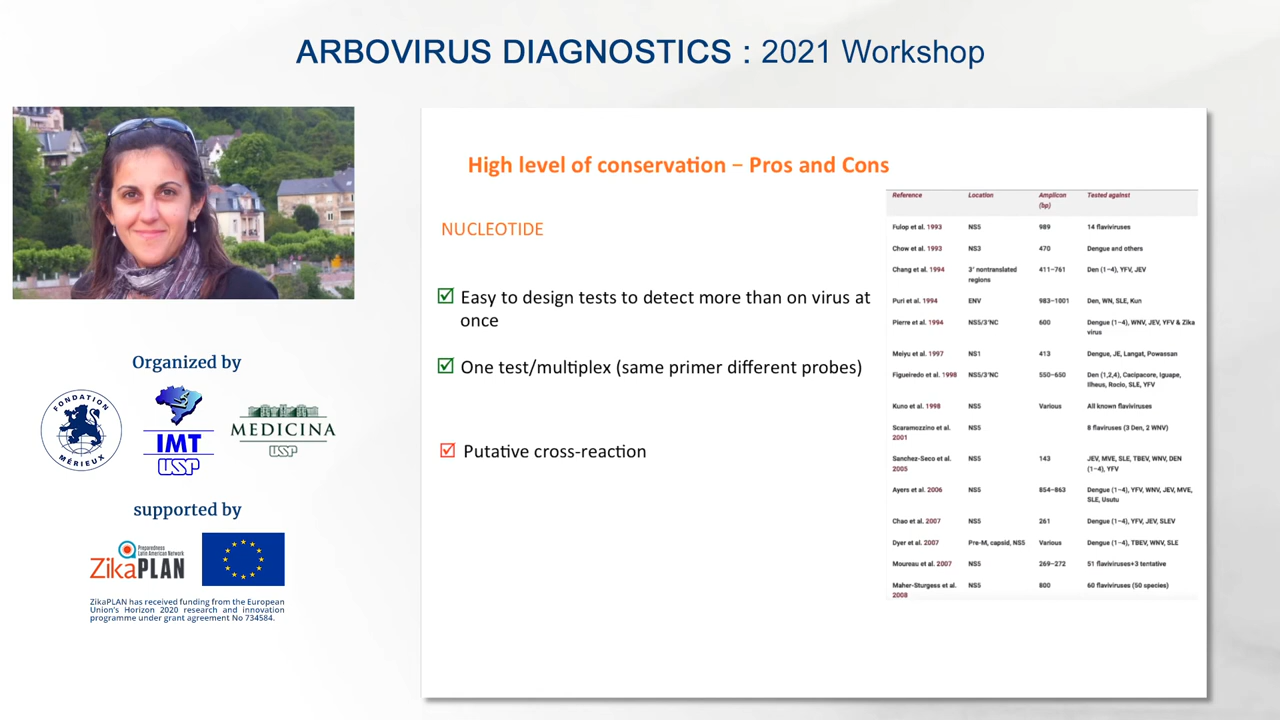 ARBOVIRUS DIAGNOSTICS : 2021 Workshop
Organized by
FONDATION
MÉRIEUX
IMT
USP
MEDICINA
USP
supported by
Preparedness
Latin American Network
ZikaPLAN
ZikaPLAN has received funding from the European
Union's Horizon 2020 research and innovation
programme under grant agreement No 734584.
High level of conservation – Pros and Cons
NUCLEOTIDE
Easy to design tests to detect more than on virus at
once
One test/multiplex (same primer different probes)
Putative cross-reaction
Reference Location Amplicon (bp) Tested against
Fulop et al. 1993 NS5 989 14 flaviviruses
Chow et al. 1993 NS3 470 Dengue and others
Chang et al. 1994 3' nontranslated regions 411–761 Den (1–4), YFV, JEV
Puri et al. 1994 ENV 983–1001 Den, WN, SLE, Kun
Pierre et al. 1994 NS5/3'NC 600 Dengue (1–4), WNV, JEV, YFV & Zika virus
Meiyu et al. 1997 NS1 413 Dengue, JE, Langat, Powassan
Figueiredo et al. 1998 NS5/3'NC 550–650 Den (1,2,4), Cacipacore, Iguape, Ilheus, Rocio, SLE, YFV
Kuno et al. 1998 NS5 Various All known flaviviruses
Scaramozzino et al. 2001 NS5 8 flaviruses (3 Den, 2 WNV)
Sanchez-Seco et al. 2005 NS5 143 JEV, MVE, SLE, TBEV, WNV, DEN (1–4), YFV
Ayers et al. 2006 NS5 854–863 Dengue (1–4), YFV, WNV, JEV, MVE, SLE, Usutu
Chao et al. 2007 NS5 261 Dengue (1–4), YFV, JEV, SLEV
Dyer et al. 2007 Pre-M, capsid, NS5 Various Dengue (1–4), TBEV, WNV, SLE
Moureau et al. 2007 NS5 269–272 51 flaviviruses+3 tentative
Maher-Sturgess et al. 2008 NS5 800 60 flaviviruses (50 species)